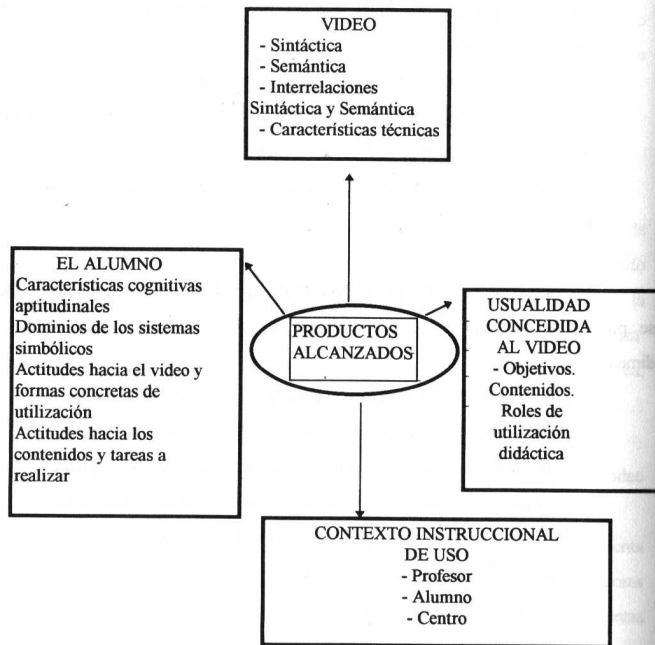 VIDEO
- Sintáctica
- Semántica
- Interrelaciones
Sintáctica y Semántica
- Características técnicas
EL ALUMNO
Características cognitivas
aptitudinales
Dominios de los sistemas
simbólicos
Actitudes hacia el video y
formas concretas de
utilización
Actitudes hacia los
contenidos y tareas a
realizar
PRODUCTOS
ALCANZADOS
USUALIDAD
CONCEDIDA
AL VIDEO
- Objetivos.
Contenidos.
Roles de
utilización
didáctica
CONTEXTO INSTRUCCIONAL
DE USO
- Profesor
- Alumno
- Centro